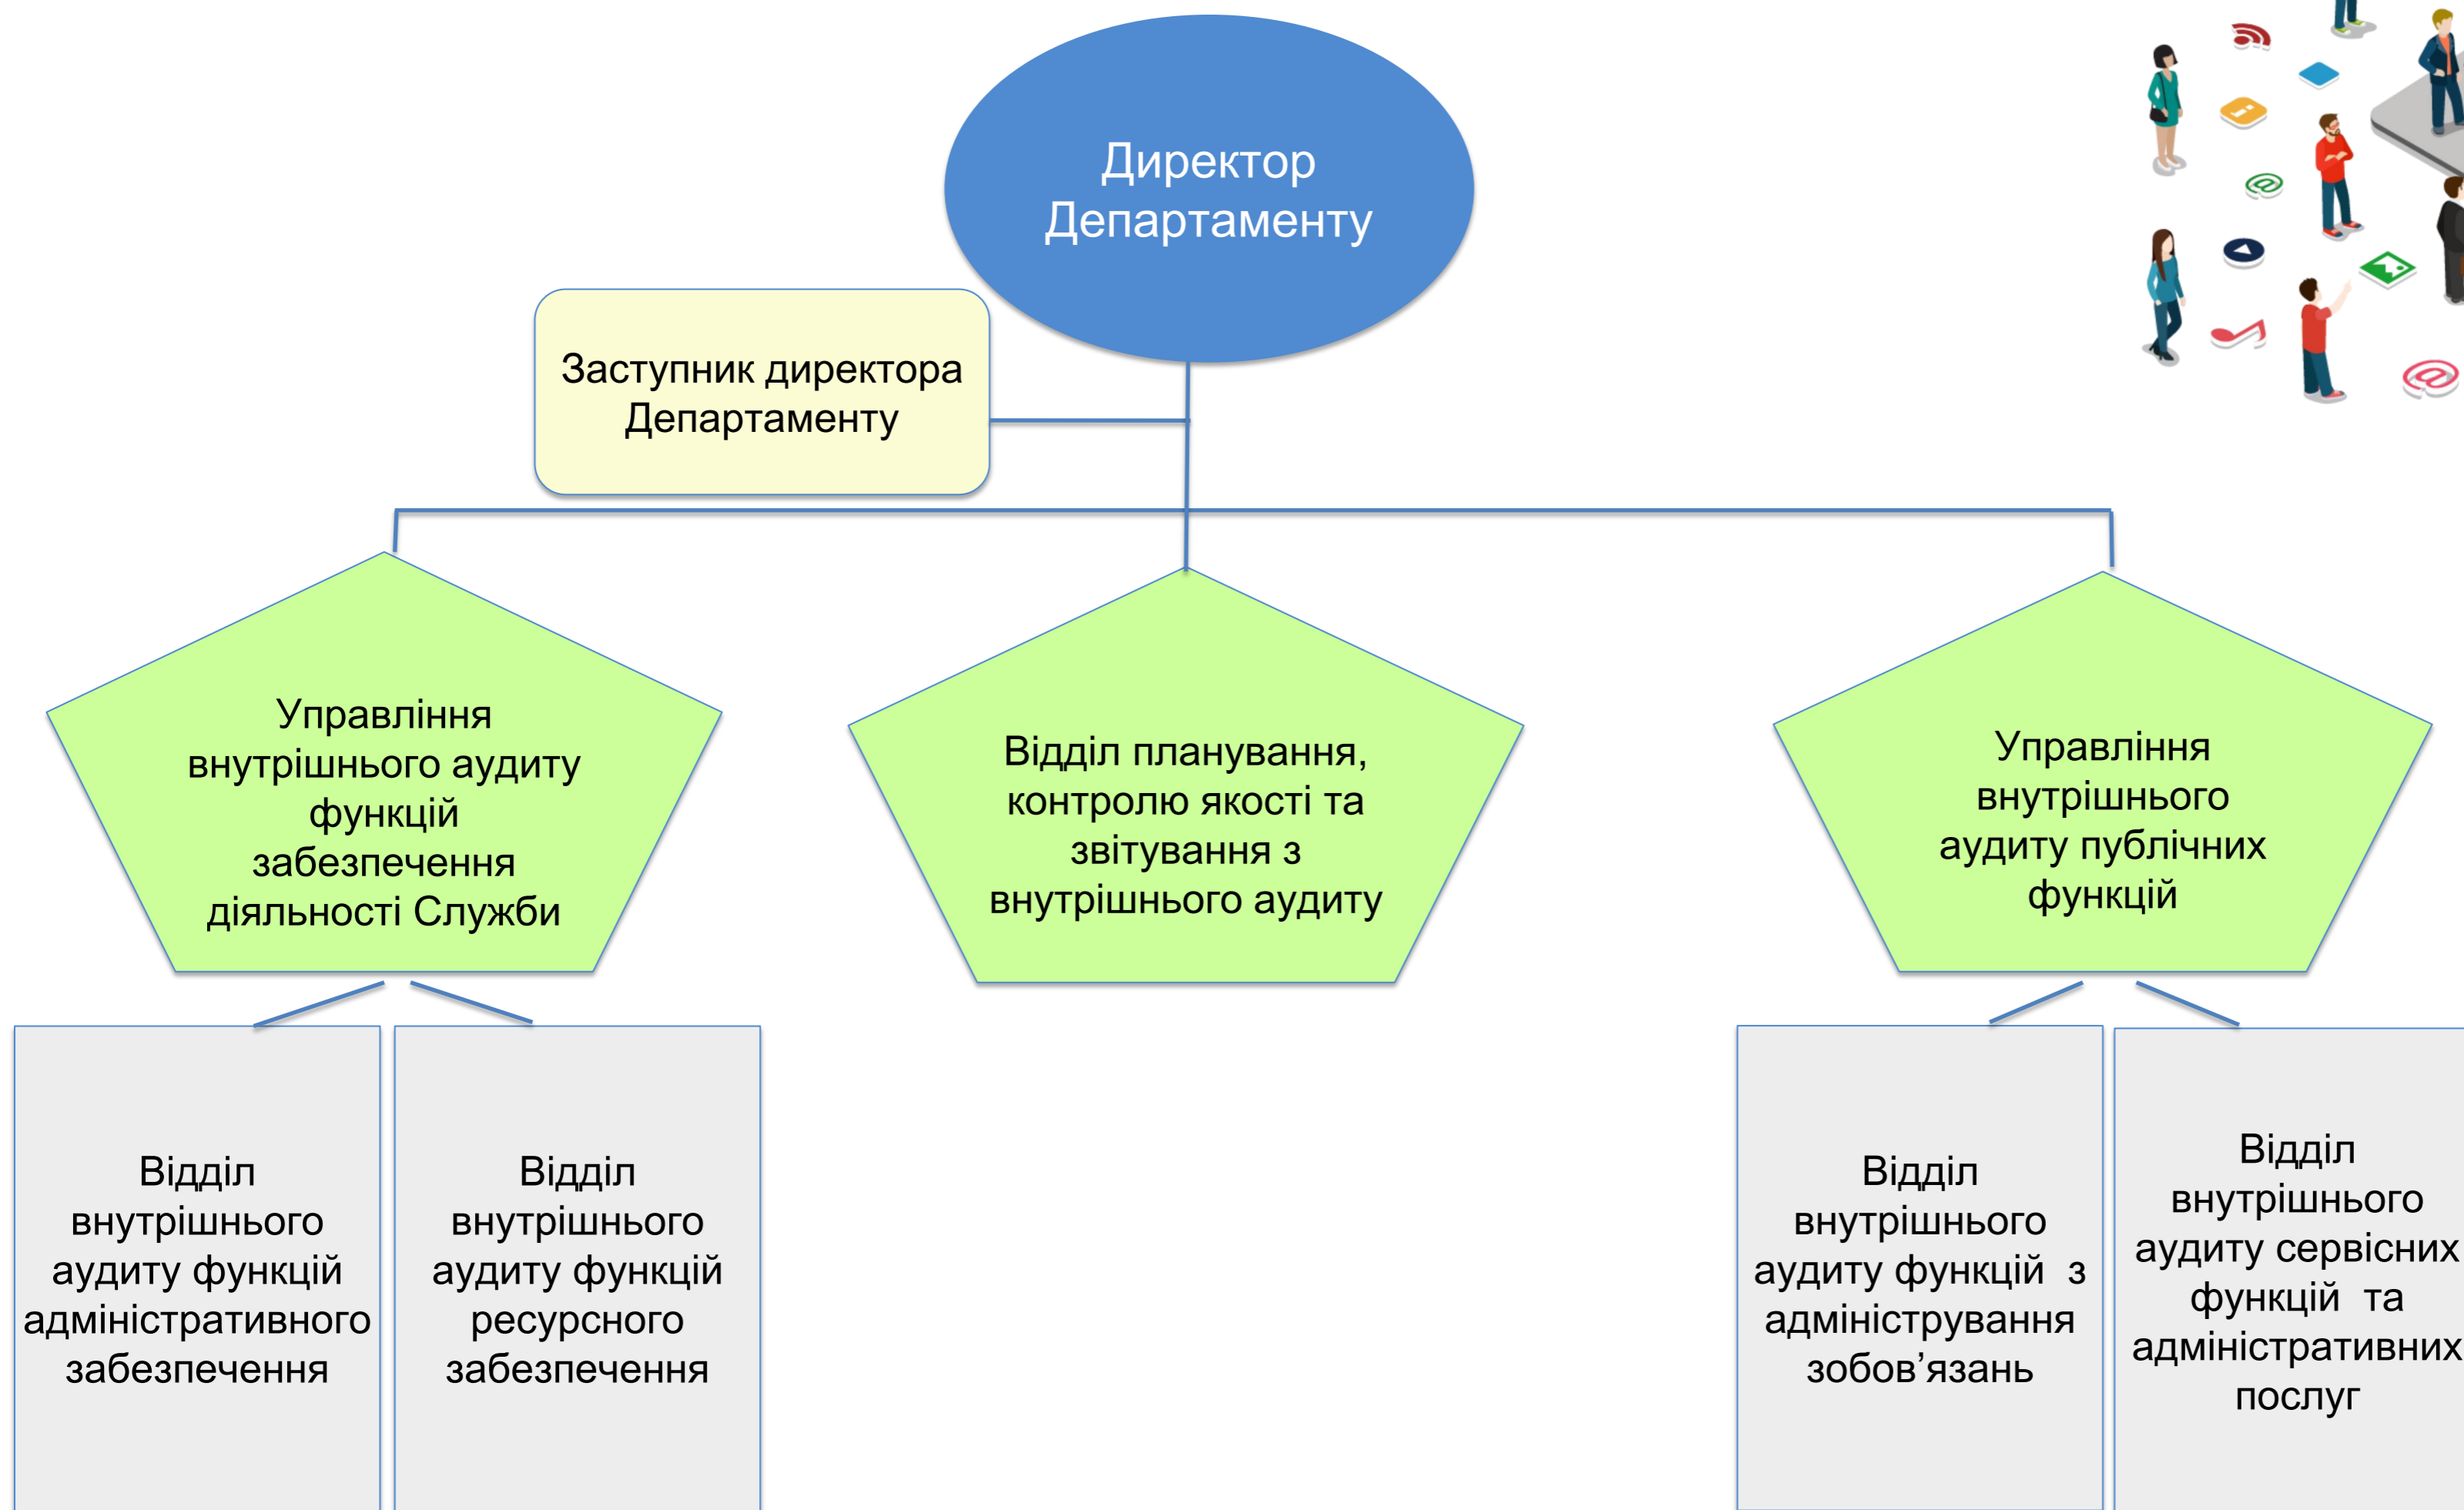 Директор
Департаменту
Заступник директора
Департаменту
Управління
внутрішнього аудиту
функцій
забезпечення
діяльності Служби
Відділ планування,
контролю якості та
звітування з
внутрішнього аудиту
Управління
внутрішнього
аудиту публічних
функцій
Відділ
внутрішнього
аудиту функцій
адміністративного
забезпечення
Відділ
внутрішнього
аудиту функцій
ресурсного
забезпечення
Відділ
внутрішнього
аудиту функцій з
адміністрування
зобов’язань
Відділ
внутрішнього
аудиту сервісних
функцій та
адміністративних
послуг